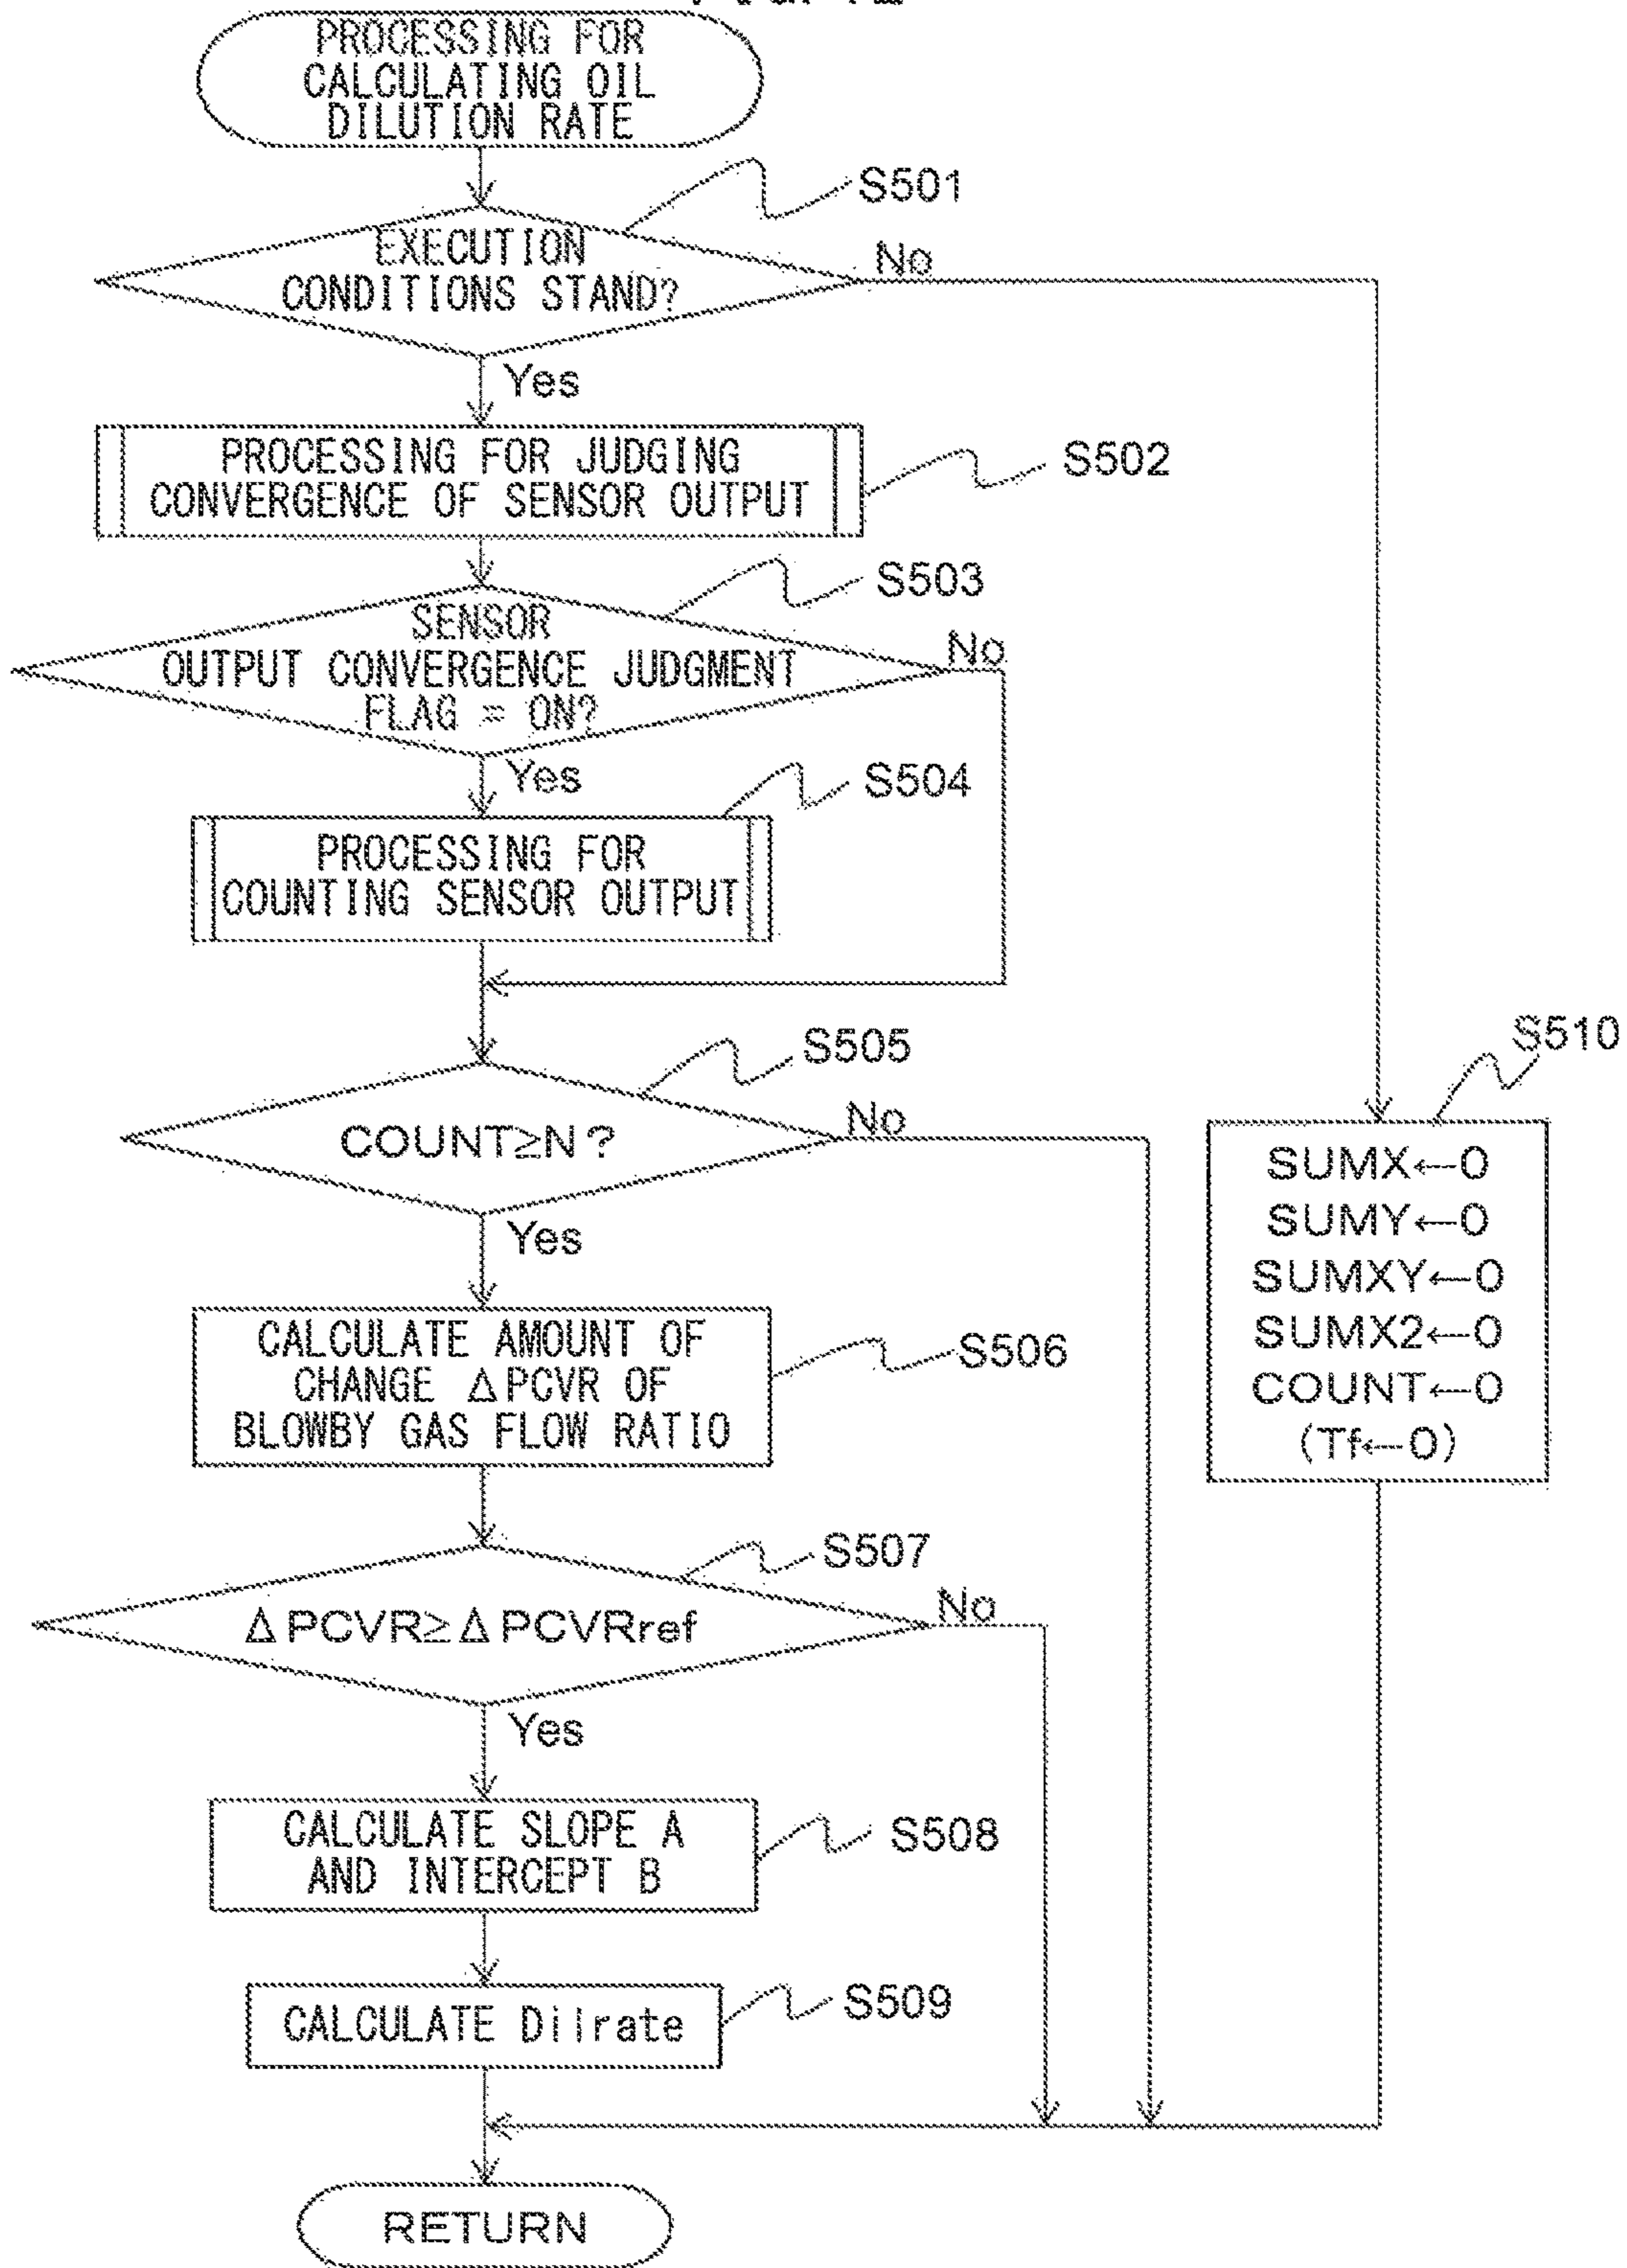 PROCESSING FOR
CALCULATING OIL
DILUTION RATE
S501
EXECUTION
CONDITIONS STAND?
No
Yes
PROCESSING FOR JUDGING
CONVERGENCE OF SENSOR OUTPUT
S502
S503
SENSOR
OUTPUT CONVERGENCE JUDGMENT
FLAG = ON?
No
Yes
S504
PROCESSING FOR
COUNTING SENSOR OUTPUT
S505
COUNT≥N?
No
Yes
S510
SUMX←0
SUMY←0
SUMXY←0
SUMX2←0
COUNT←0
(Tf←0)
CALCULATE AMOUNT OF
CHANGE ΔPCVR OF
BLOWBY GAS FLOW RATIO
S506
S507
ΔPCVR≥ΔPCVRref
No
Yes
CALCULATE SLOPE A
AND INTERCEPT B
S508
CALCULATE Dilrate
S509
RETURN